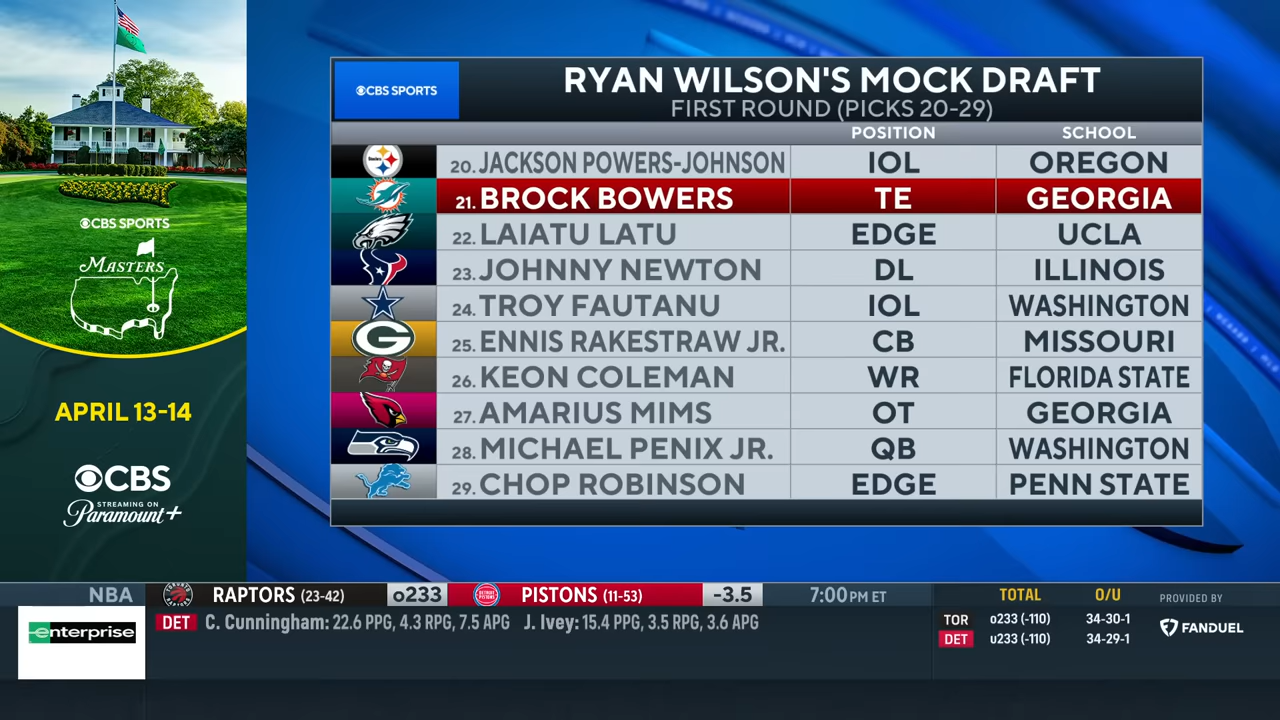 CBS SPORTS
MASTERS
APRIL 13-14
CBS
STREAMING ON
Paramount+
CBS SPORTS
RYAN WILSON'S MOCK DRAFT
FIRST ROUND (PICKS 20-29)
POSITION SCHOOL
Steelers 20. JACKSON POWERS-JOHNSON IOL OREGON
21. BROCK BOWERS TE GEORGIA
22. LAIATU LATU EDGE UCLA
23. JOHNNY NEWTON DL ILLINOIS
24. TROY FAUTANU IOL WASHINGTON
G 25. ENNIS RAKESTRAW JR. CB MISSOURI
26. KEON COLEMAN WR FLORIDA STATE
27. AMARIUS MIMS OT GEORGIA
28. MICHAEL PENIX JR. QB WASHINGTON
29. CHOP ROBINSON EDGE PENN STATE
NBA RAPTORS (23-42) o233 DETROIT PISTONS PISTONS (11-53) -3.5 7:00 PM ET
enterprise
DET C. Cunningham: 22.6 PPG, 4.3 RPG, 7.5 APG J. Ivey: 15.4 PPG, 3.5 RPG, 3.6 APG
TOTAL O/U
TOR o233 (-110) 34-30-1
DET u233 (-110) 34-29-1
PROVIDED BY
FANDUEL